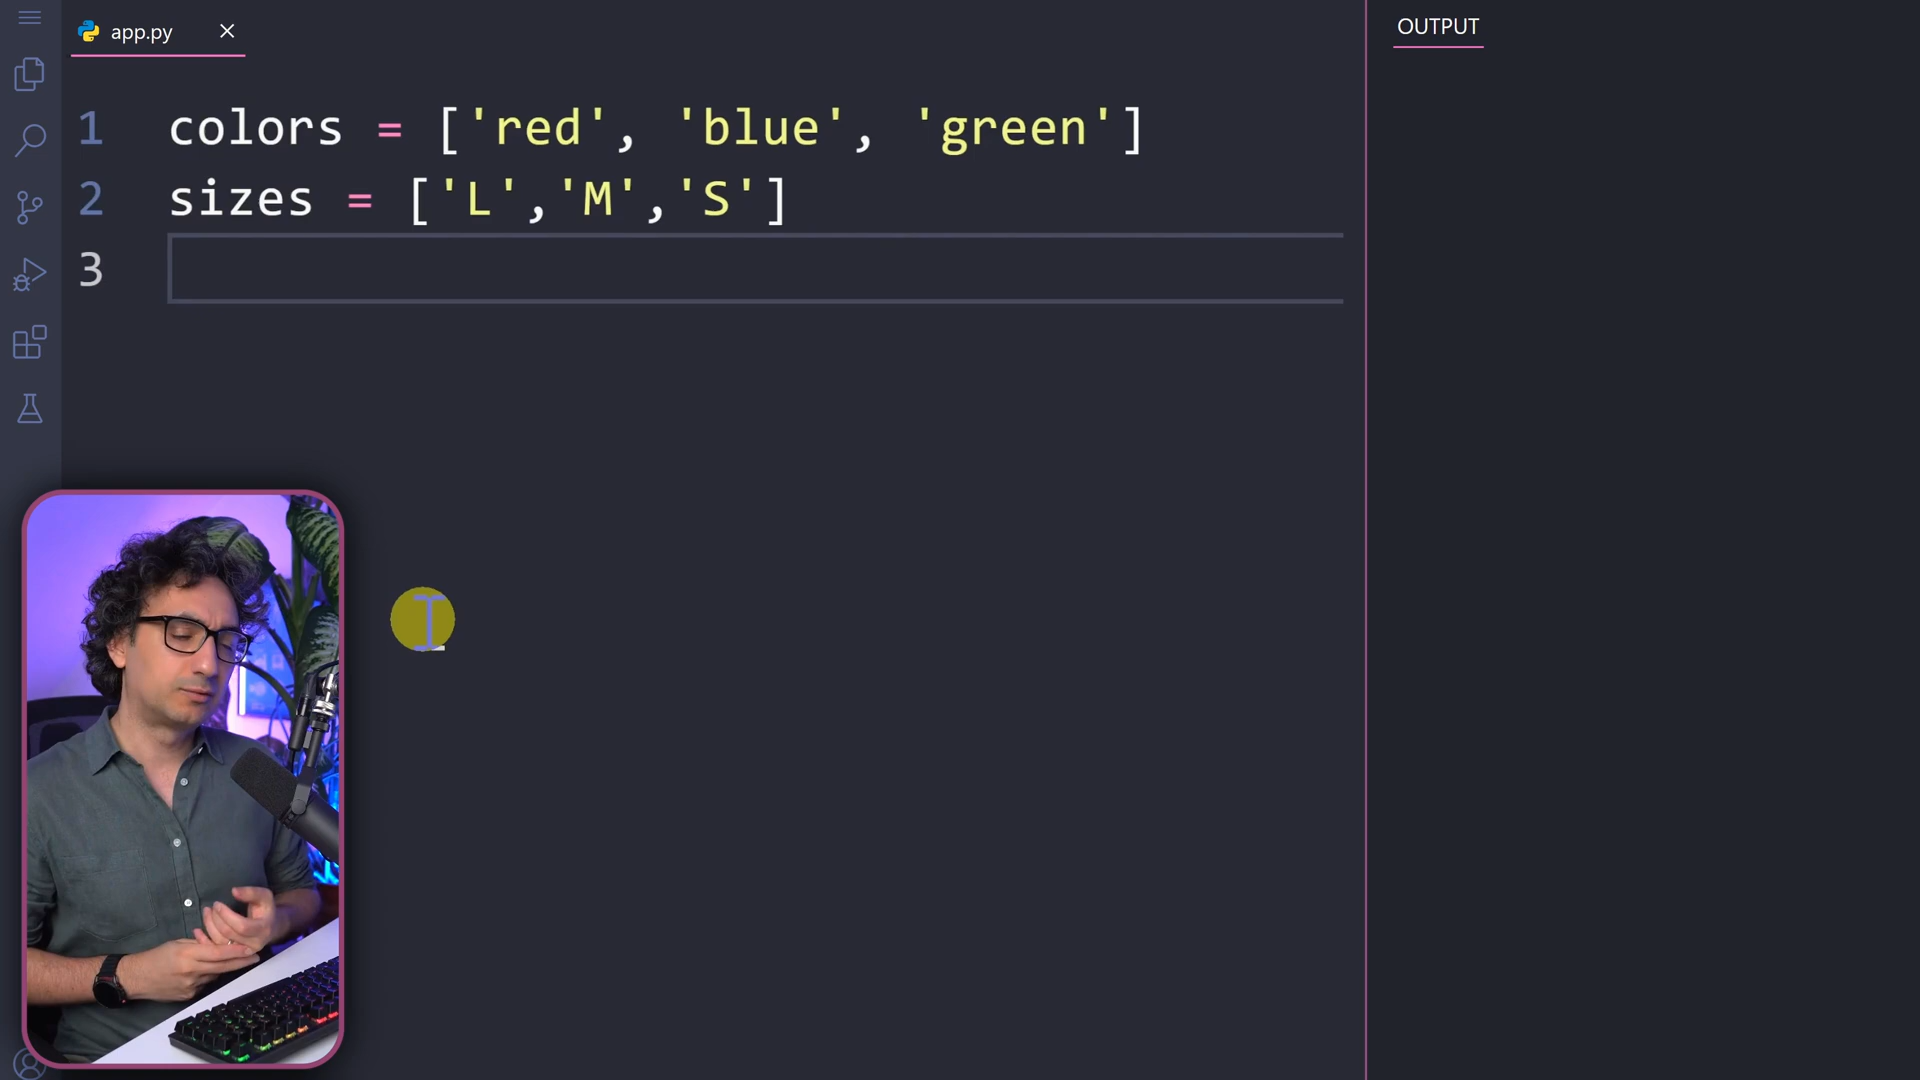 app.py
OUTPUT
1 colors = ['red', 'blue', 'green']
2 sizes = ['L','M','S']
3